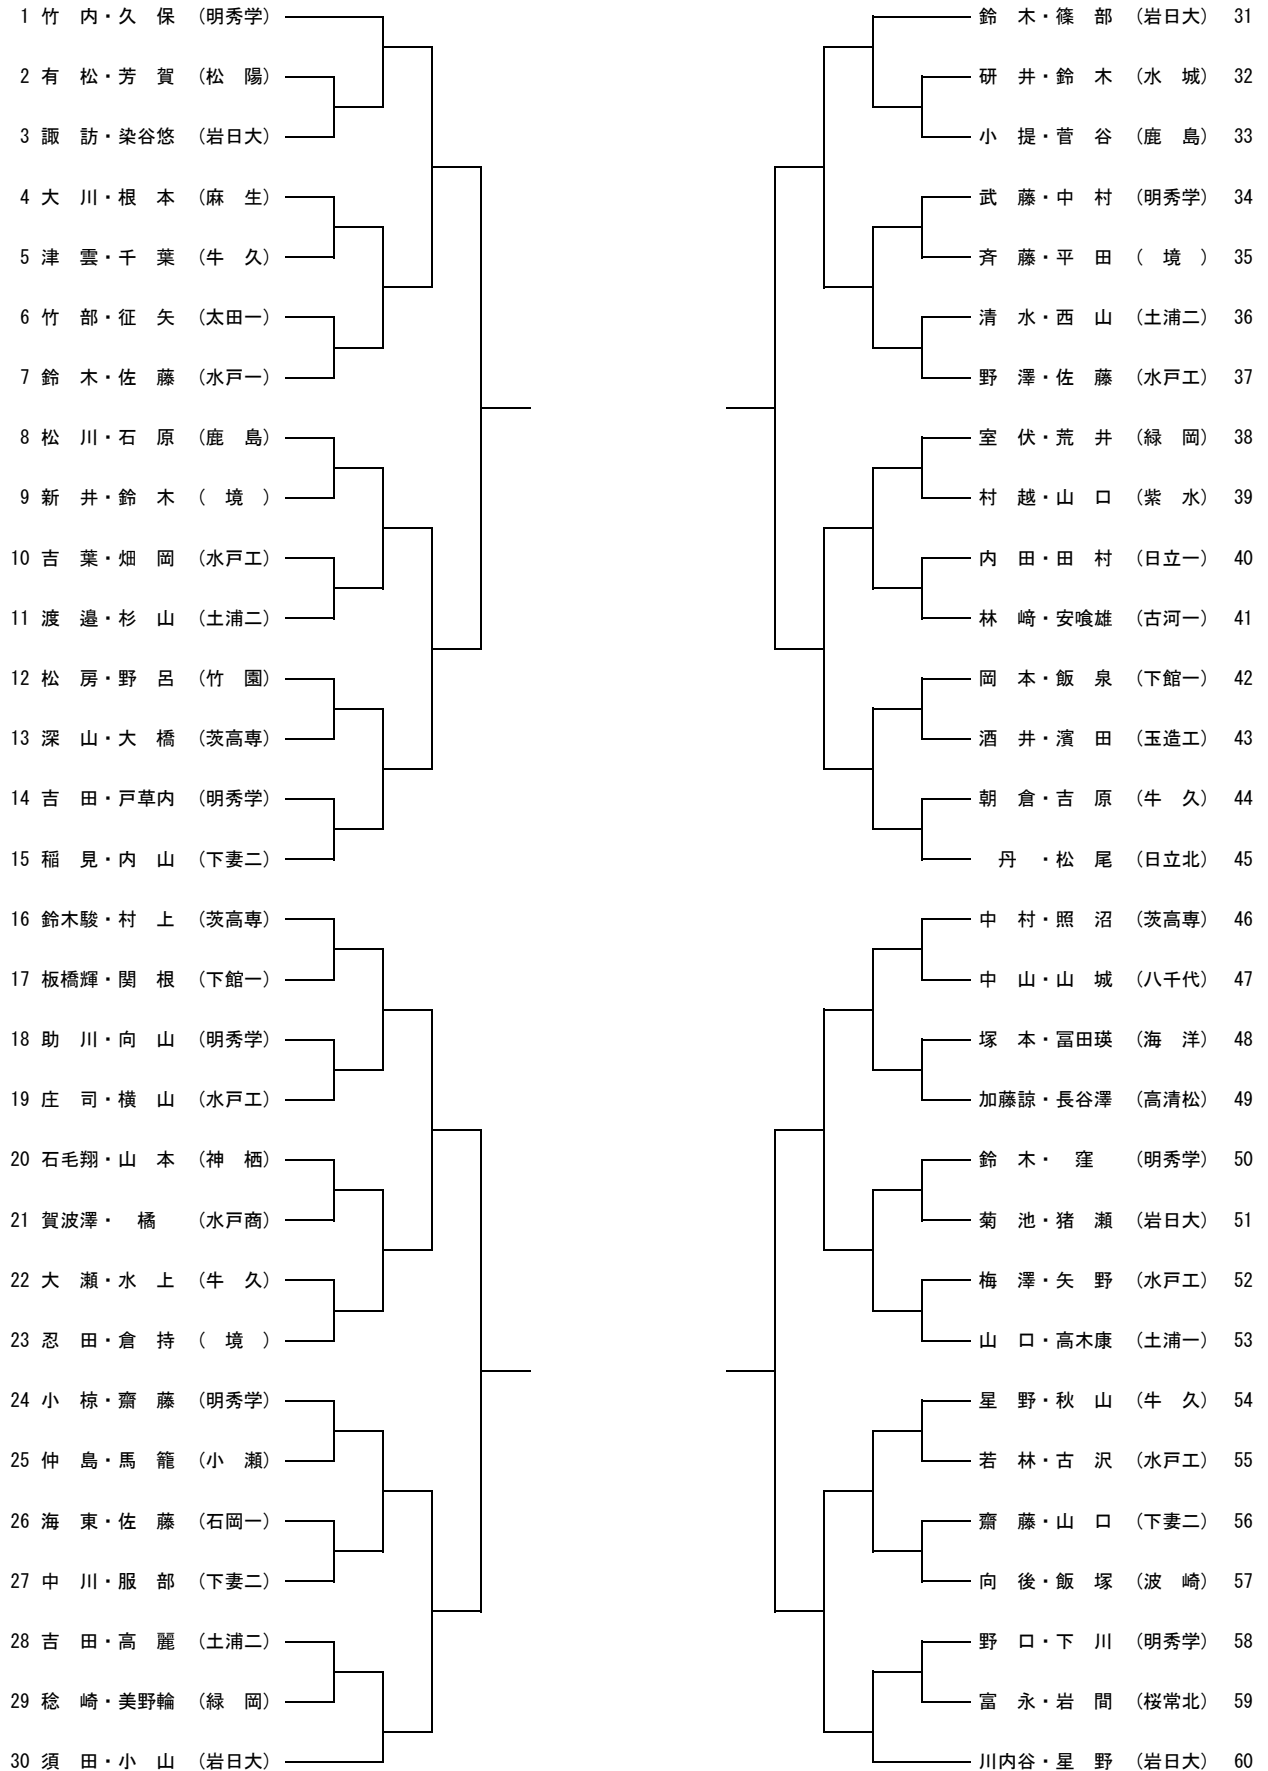 1 竹　内・久　保　（明秀学）
2 有　松・芳　賀　（松　陽）
3 諏　訪・染谷悠　（岩日大）
4 大　川・根　本　（麻　生）
5 津　雲・千　葉　（牛　久）
6 竹　部・征　矢　（太田一）
7 鈴　木・佐　藤　（水戸一）
8 松　川・石　原　（鹿　島）
9 新　井・鈴　木　（　境　）
10 吉　葉・畑　岡　（水戸工）
11 渡　邉・杉　山　（土浦二）
12 松　房・野　呂　（竹　園）
13 深　山・大　橋　（茨高専）
14 吉　田・戸草内　（明秀学）
15 稲　見・内　山　（下妻二）
16 鈴木駿・村　上　（茨高専）
17 板橋輝・関　根　（下館一）
18 助　川・向　山　（明秀学）
19 庄　司・横　山　（水戸工）
20 石毛翔・山　本　（神　栖）
21 賀波澤・　橘　　（水戸商）
22 大　瀬・水　上　（牛　久）
23 忍　田・倉　持　（　境　）
24 小　椋・齋　藤　（明秀学）
25 仲　島・馬　籠　（小　瀬）
26 海　東・佐　藤　（石岡一）
27 中　川・服　部　（下妻二）
28 吉　田・高　麗　（土浦二）
29 稔　崎・美野輪　（緑　岡）
30 須　田・小　山　（岩日大）
鈴　木・篠　部　（岩日大）　31
研　井・鈴　木　（水　城）　32
小　提・菅　谷　（鹿　島）　33
武　藤・中　村　（明秀学）　34
斉　藤・平　田　（　境　）　35
清　水・西　山　（土浦二）　36
野　澤・佐　藤　（水戸工）　37
室　伏・荒　井　（緑　岡）　38
村　越・山　口　（紫　水）　39
内　田・田　村　（日立一）　40
林　﨑・安喰雄　（古河一）　41
岡　本・飯　泉　（下館一）　42
酒　井・濱　田　（玉造工）　43
朝　倉・吉　原　（牛　久）　44
　丹　・松　尾　（日立北）　45
中　村・照　沼　（茨高専）　46
中　山・山　城　（八千代）　47
塚　本・冨田瑛　（海　洋）　48
加藤諒・長谷澤　（高清松）　49
鈴　木・　窪　　（明秀学）　50
菊　池・猪　瀬　（岩日大）　51
梅　澤・矢　野　（水戸工）　52
山　口・高木康　（土浦一）　53
星　野・秋　山　（牛　久）　54
若　林・古　沢　（水戸工）　55
齋　藤・山　口　（下妻二）　56
向　後・飯　塚　（波　崎）　57
野　口・下　川　（明秀学）　58
富　永・岩　間　（桜常北）　59
川内谷・星　野　（岩日大）　60